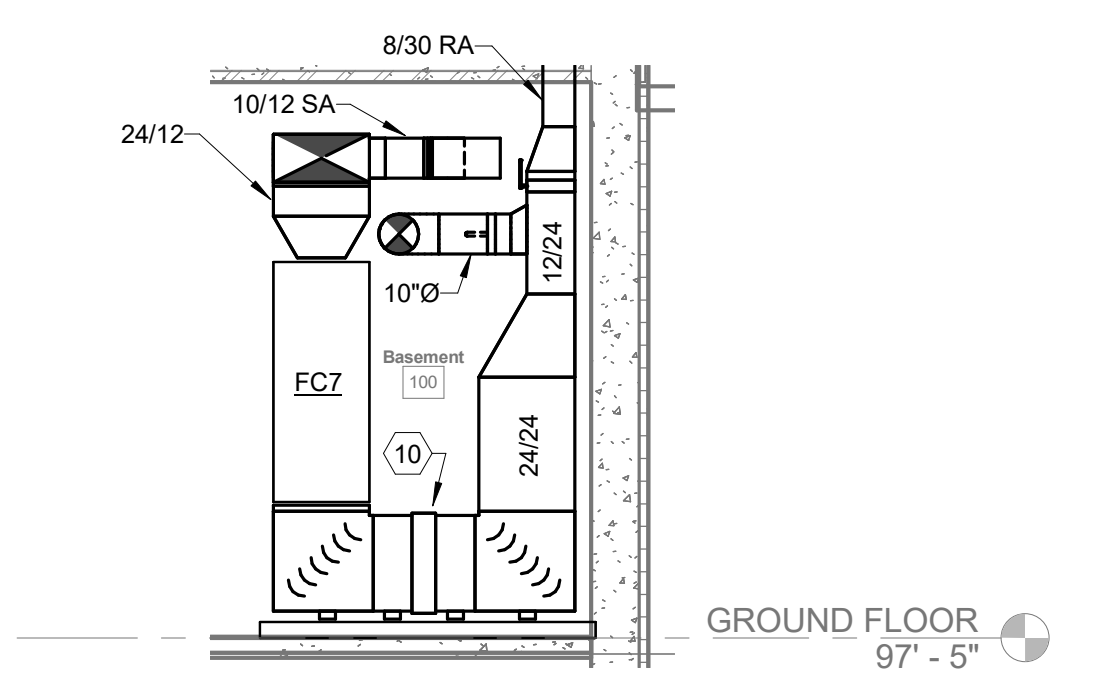 8/30 RA
10/12 SA
24/12
12/24
10"Ø
Basement
100
FC7
10
24/24
GROUND FLOOR
97' - 5"